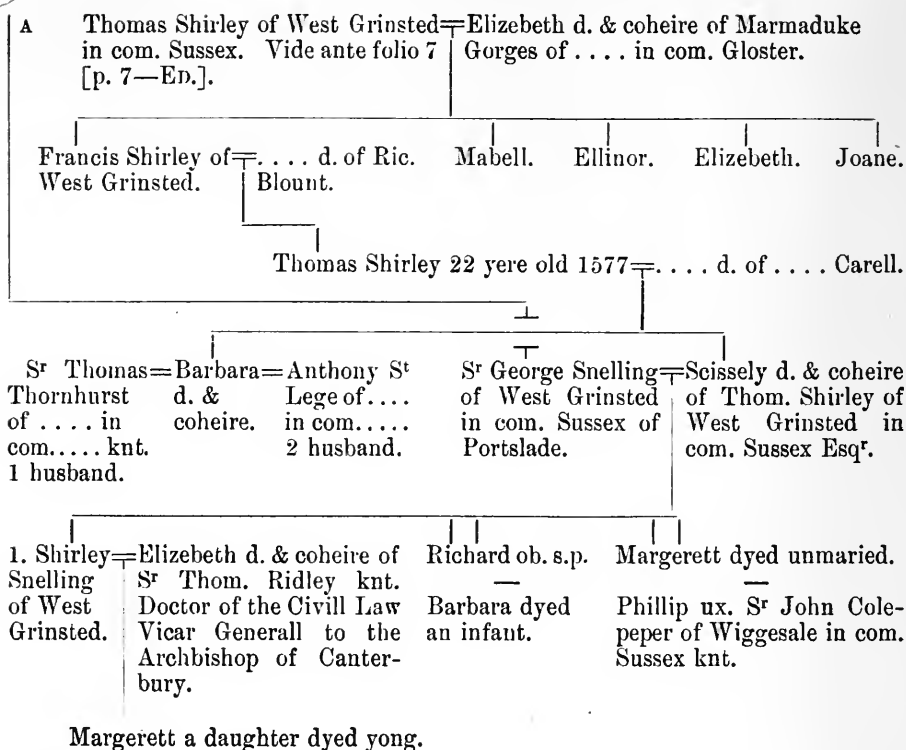 A Thomas Shirley of West Grinsted=Elizebeth d. & coheire of Marmaduke
in com. Sussex. Vide ante folio 7 Gorges of . . . . in com. Gloster.
[p. 7—ED.].
Francis Shirley of=. . . . d. of Ric. Mabell. Ellinor. Elizebeth. Joane.
West Grinsted. Blount.
Thomas Shirley 22 yere old 1577=. . . . d. of . . . . Carell.
Sr Thomas=Barbara=Anthony St
Thornhurst d. & Lege of . . . .
of . . . . in coheire. in com. . . . .
com. . . . . knt. 2 husband.
1 husband.
Sr George Snelling=Scissely d. & coheire
of West Grinsted of Thom. Shirley of
in com. Sussex of West Grinsted in
Portslade. com. Sussex Esqr.
1. Shirley=Elizebeth d. & coheire of
Snelling Sr Thom. Ridley knt.
of West Doctor of the Civill Law
Grinsted. Vicar Generall to the
Archbishop of Canter-
bury.
Richard ob. s.p.
—
Barbara dyed
an infant.
Margerett dyed unmaried.
—
Phillip ux. Sr John Cole-
peper of Wiggesale in com.
Sussex knt.
Margerett a daughter dyed yong.